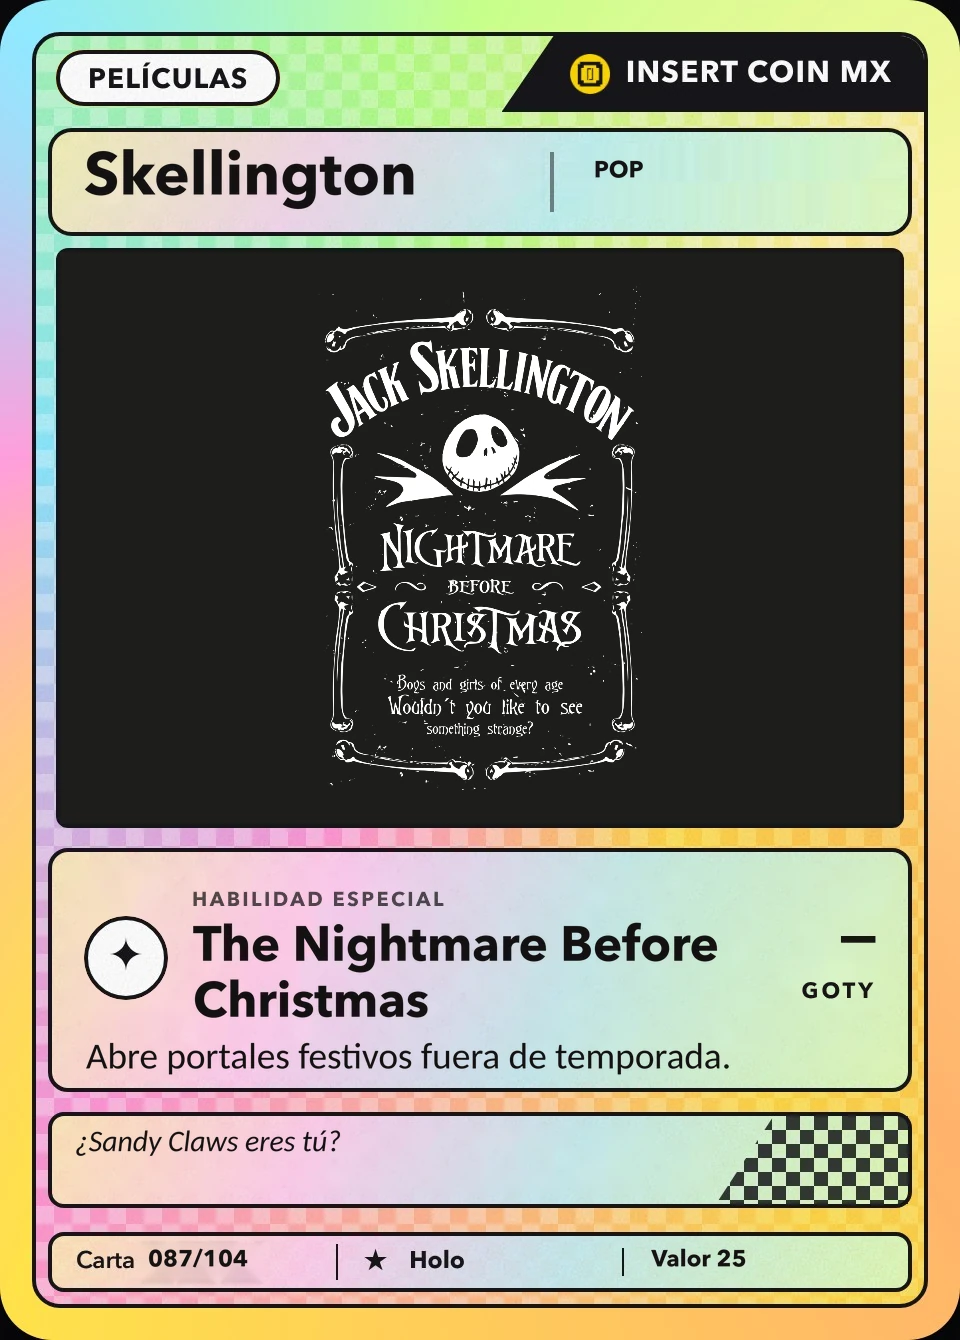 PELÍCULAS
INSERT COIN MX
Skellington
POP
JACK SKELLINGTON
NIGHTMARE
BEFORE
CHRISTMAS
Boys and girls of every age
Wouldn´t you like to see
something strange?
HABILIDAD ESPECIAL
The Nightmare Before
Christmas
—
GOTY
Abre portales festivos fuera de temporada.
¿Sandy Claws eres tú?
Carta 087/104
★ Holo
Valor 25